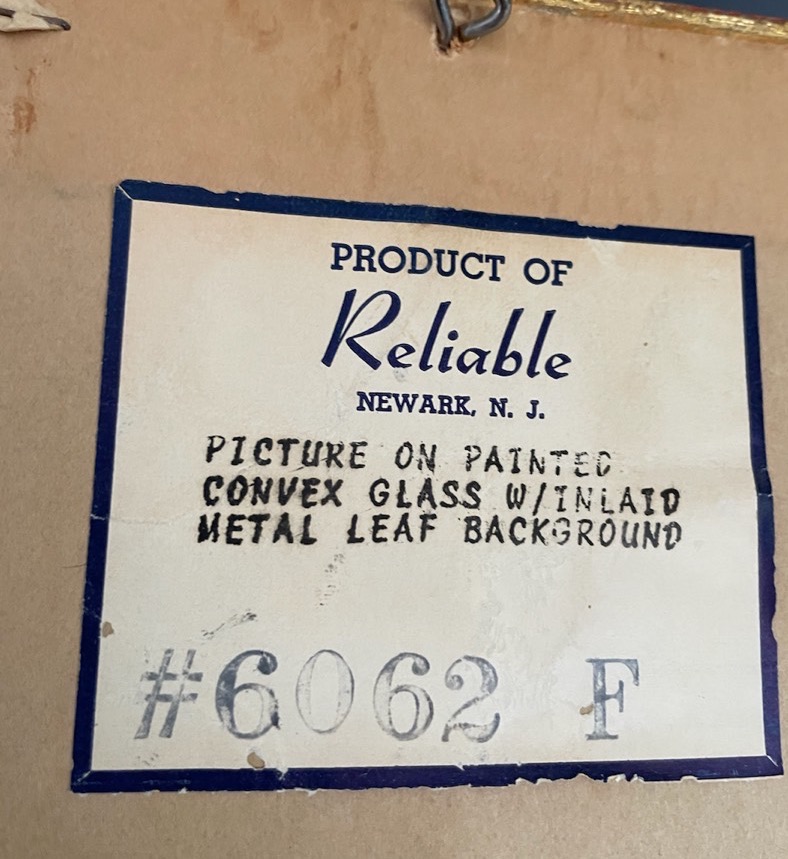 PRODUCT OF
Reliable
NEWARK, N. J.
PICTURE ON PAINTED
CONVEX GLASS W/INLAID
METAL LEAF BACKGROUND
#6062 F